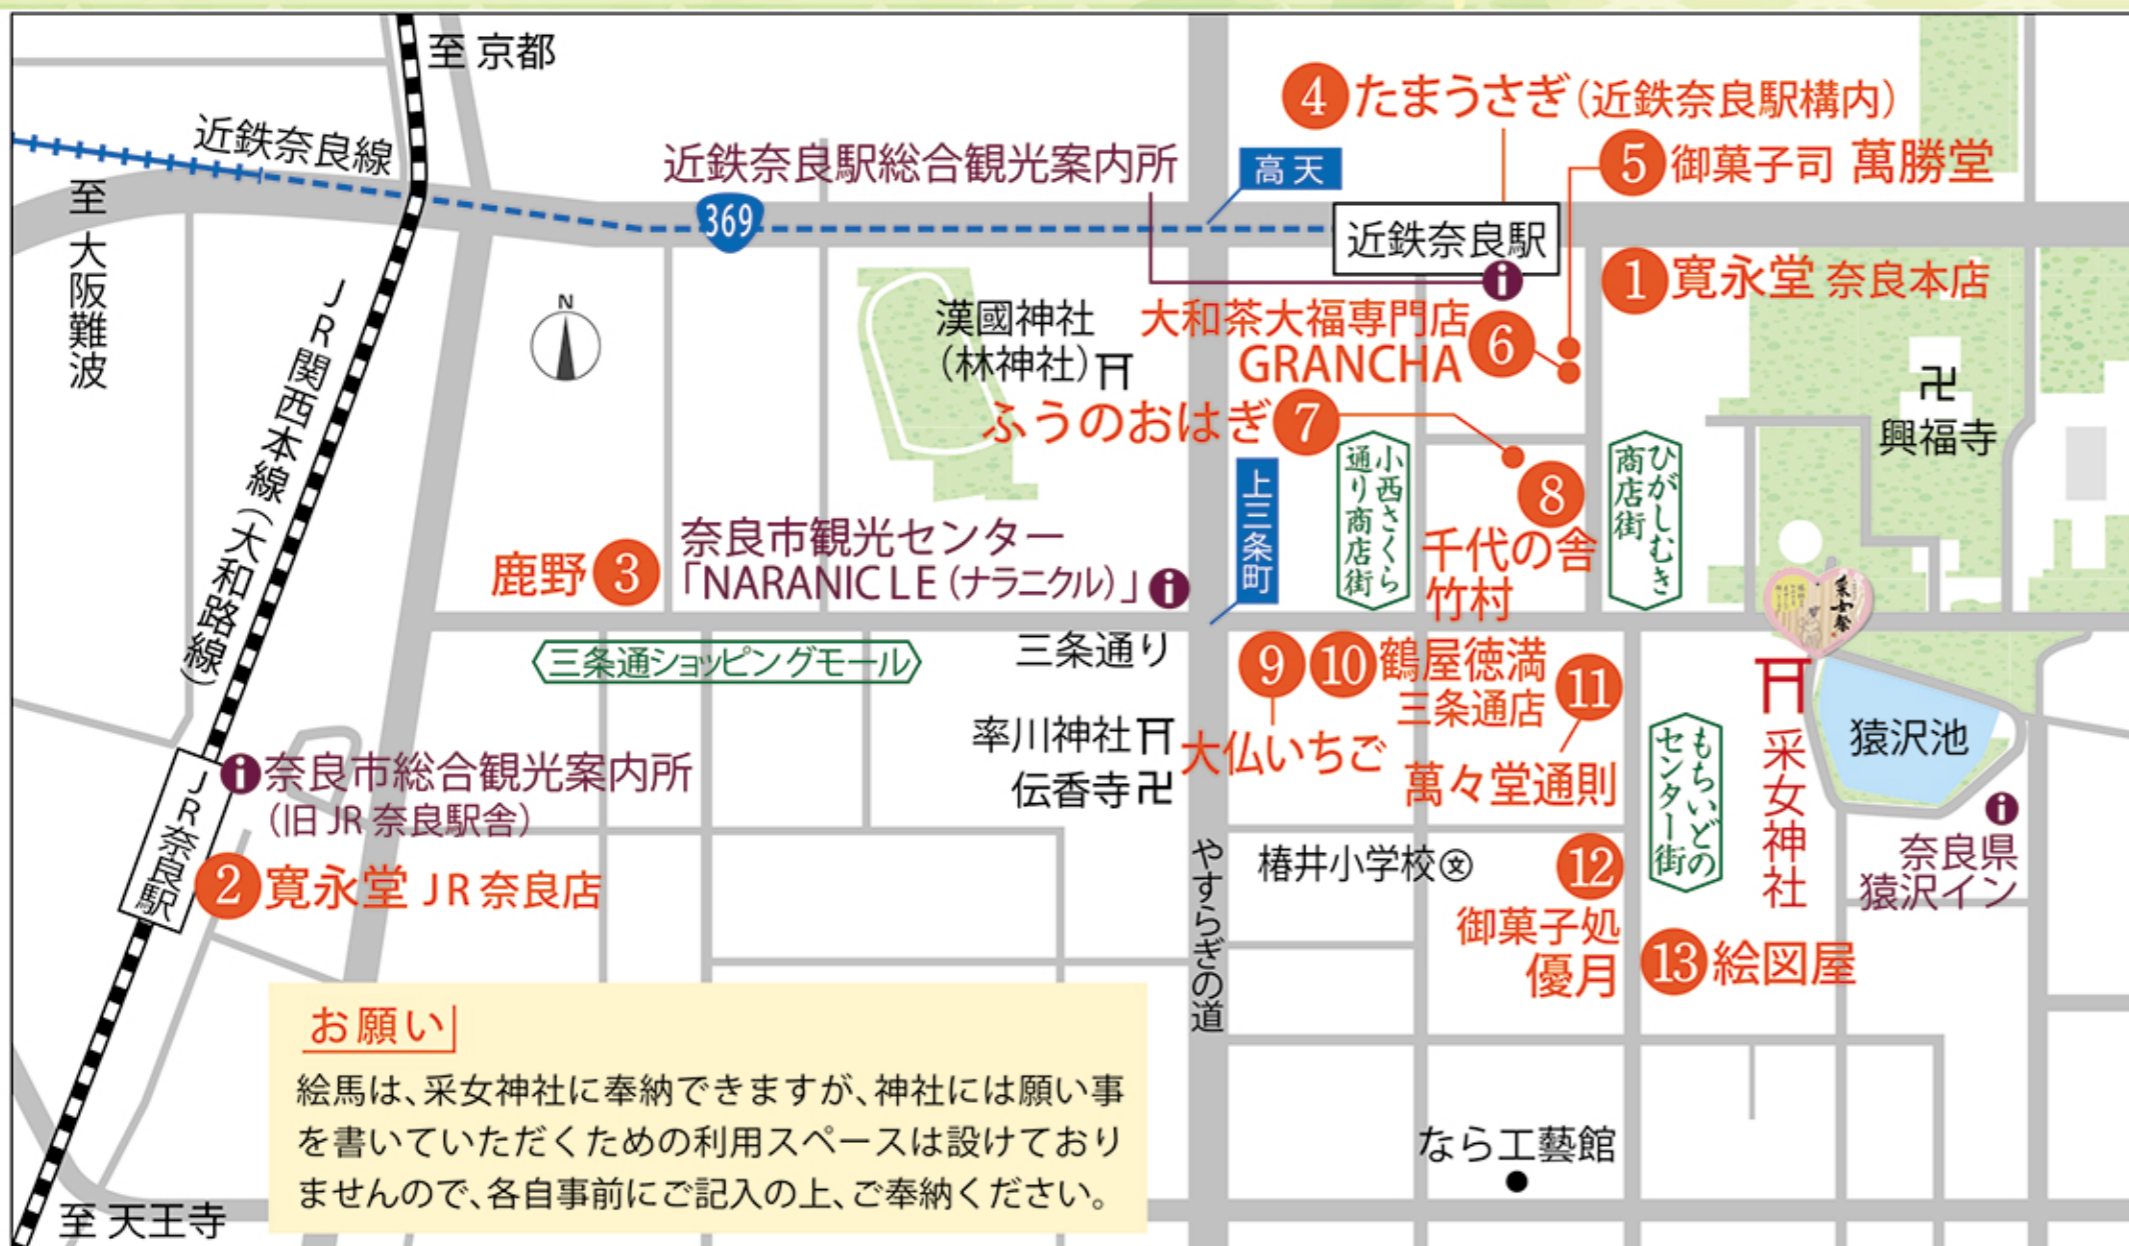 至 京都
近鉄奈良線
至 大阪難波
369
近鉄奈良駅総合観光案内所
高天
4 たまうさぎ(近鉄奈良駅構内)
5 御菓子司 萬勝堂
近鉄奈良駅
i
1 寛永堂 奈良本店
JR関西本線(大和路線)
N
漢國神社
(林神社)
大和茶大福専門店
GRANCHA 6
ふうのおはぎ 7
卍
興福寺
上三条町
小西さくら
通り商店街
8
千代の舎
竹村
ひがしむき
商店街
鹿野 3
奈良市観光センター
「NARANICLE(ナラニクル)」 i
采女祭
三条通ショッピングモール
三条通り
9
10 鶴屋徳満
三条通店
11
大仏いちご
萬々堂通則
率川神社
伝香寺 卍
もちいどの
センター街
采女神社
猿沢池
i
奈良県
猿沢イン
i 奈良市総合観光案内所
(旧JR奈良駅舎)
JR奈良駅
2 寛永堂 JR奈良店
やすらぎの道
椿井小学校 文
12
御菓子処
優月
13 絵図屋
お願い
絵馬は、采女神社に奉納できますが、神社には願い事
を書いていただくための利用スペースは設けており
ませんので、各自事前にご記入の上、ご奉納ください。
なら工藝館
至 天王寺